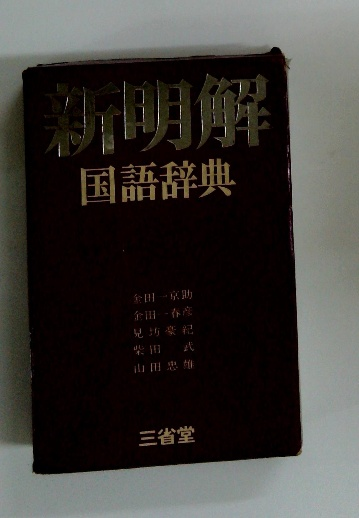 新明解
国語辞典
金田一京助
金田一春彦
見坊豪紀
柴田 武
山田忠雄
三省堂